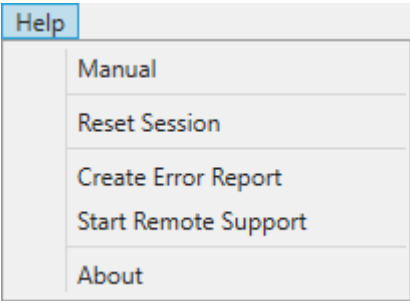 Help
Manual
Reset Session
Create Error Report
Start Remote Support
About